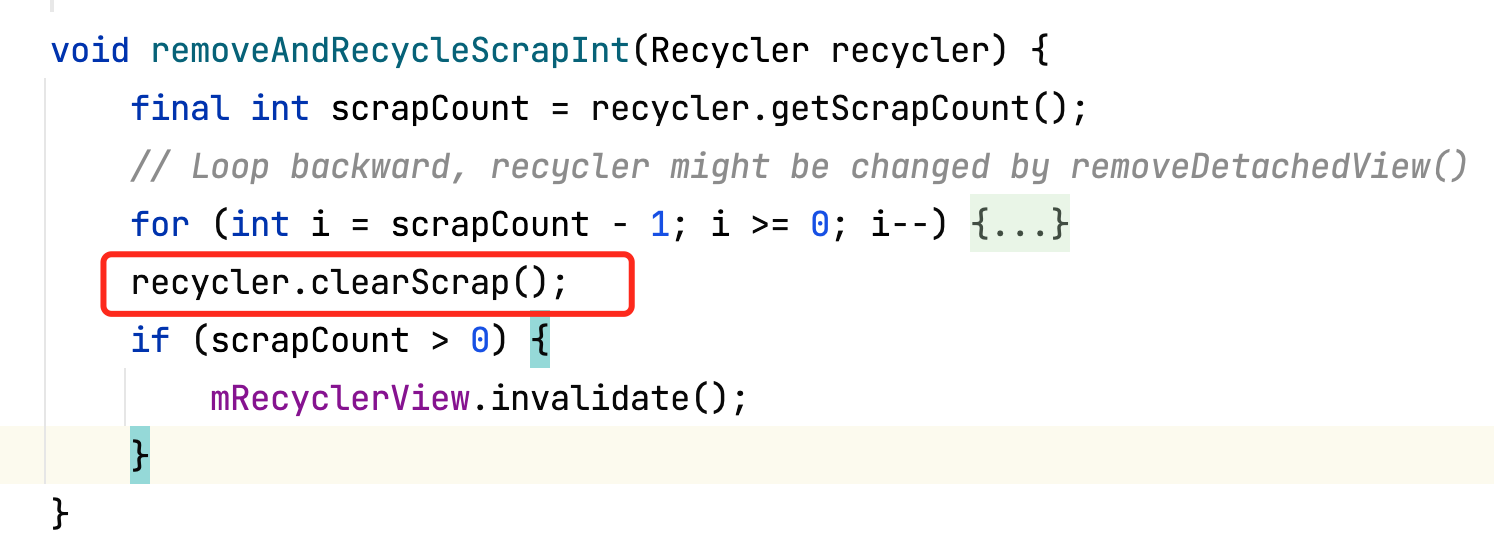 void removeAndRecycleScrapInt(Recycler recycler) {
    final int scrapCount = recycler.getScrapCount();
    // Loop backward, recycler might be changed by removeDetachedView()
    for (int i = scrapCount - 1; i >= 0; i--) {...}
    recycler.clearScrap();
    if (scrapCount > 0) {
        mRecyclerView.invalidate();
    }
}